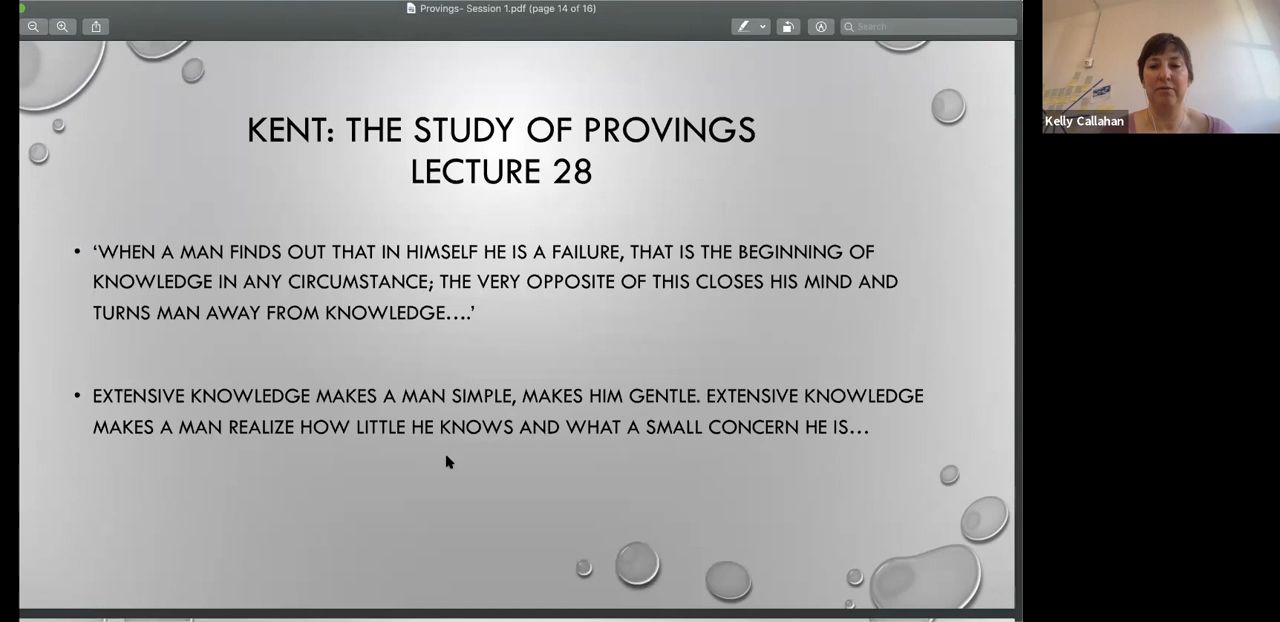 Provings- Session 1.pdf (page 14 of 16)
Search
KENT: THE STUDY OF PROVINGS
LECTURE 28
• ‘WHEN A MAN FINDS OUT THAT IN HIMSELF HE IS A FAILURE, THAT IS THE BEGINNING OF
KNOWLEDGE IN ANY CIRCUMSTANCE; THE VERY OPPOSITE OF THIS CLOSES HIS MIND AND
TURNS MAN AWAY FROM KNOWLEDGE….’
• EXTENSIVE KNOWLEDGE MAKES A MAN SIMPLE, MAKES HIM GENTLE. EXTENSIVE KNOWLEDGE
MAKES A MAN REALIZE HOW LITTLE HE KNOWS AND WHAT A SMALL CONCERN HE IS…
Kelly Callahan